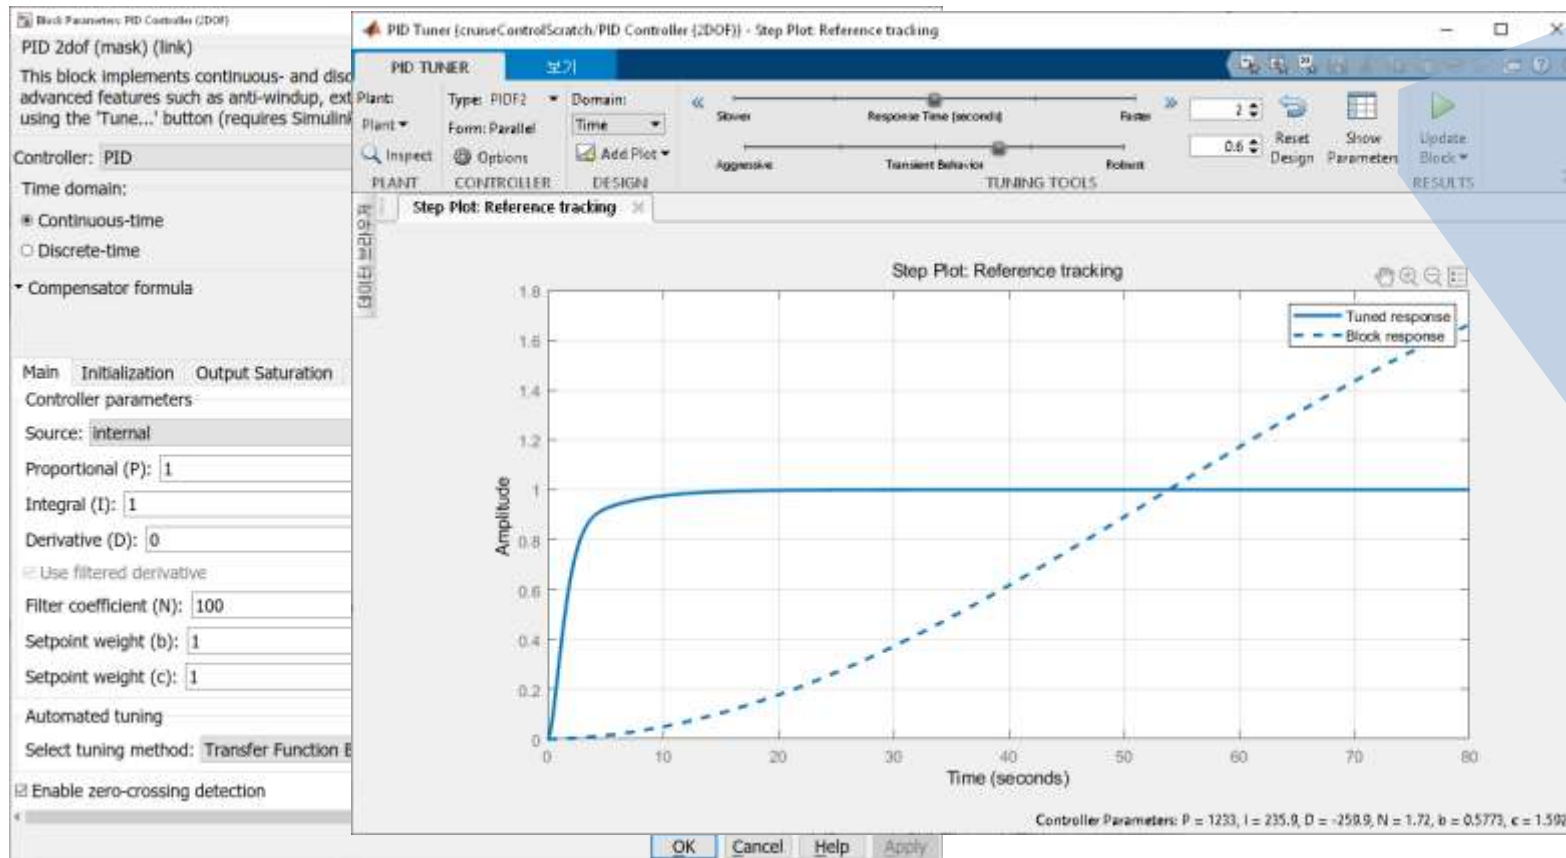 Block Parameters: PID Controller (2DOF)
PID 2dof (mask) (link)
This block implements continuous- and disc
advanced features such as anti-windup, ext
using the 'Tune...' button (requires Simulin
Controller: PID
Time domain:
Continuous-time
Discrete-time
Compensator formula
Main Initialization Output Saturation
Controller parameters
Source: internal
Proportional (P): 1
Integral (I): 1
Derivative (D): 0
Use filtered derivative
Filter coefficient (N): 100
Setpoint weight (b): 1
Setpoint weight (c): 1
Automated tuning
Select tuning method: Transfer Function B
Enable zero-crossing detection
OK Cancel Help Apply
PID Tuner (cruiseControlScratch/PID Controller (2DOF)) - Step Plot: Reference tracking
PID TUNER 보기
Plant:
Plant
Inspect
PLANT
Type: PIDF2
Form: Parallel
Options
CONTROLLER
Domain:
Time
Add Plot
DESIGN
Slower Response Time (seconds) Faster
2
Aggressive Transient Behavior Robust
0.6
TUNING TOOLS
Reset
Design
Show
Parameters
Update
Block
RESULTS
Step Plot: Reference tracking
Step Plot: Reference tracking
Tuned response
Block response
1.8
1.6
1.4
1.2
1
0.8
0.6
0.4
0.2
0
Amplitude
0 10 20 30 40 50 60 70 80
Time (seconds)
Controller Parameters: P = 1233, I = 235.9, D = -259.9, N = 1.72, b = 0.5773, c = 1.592